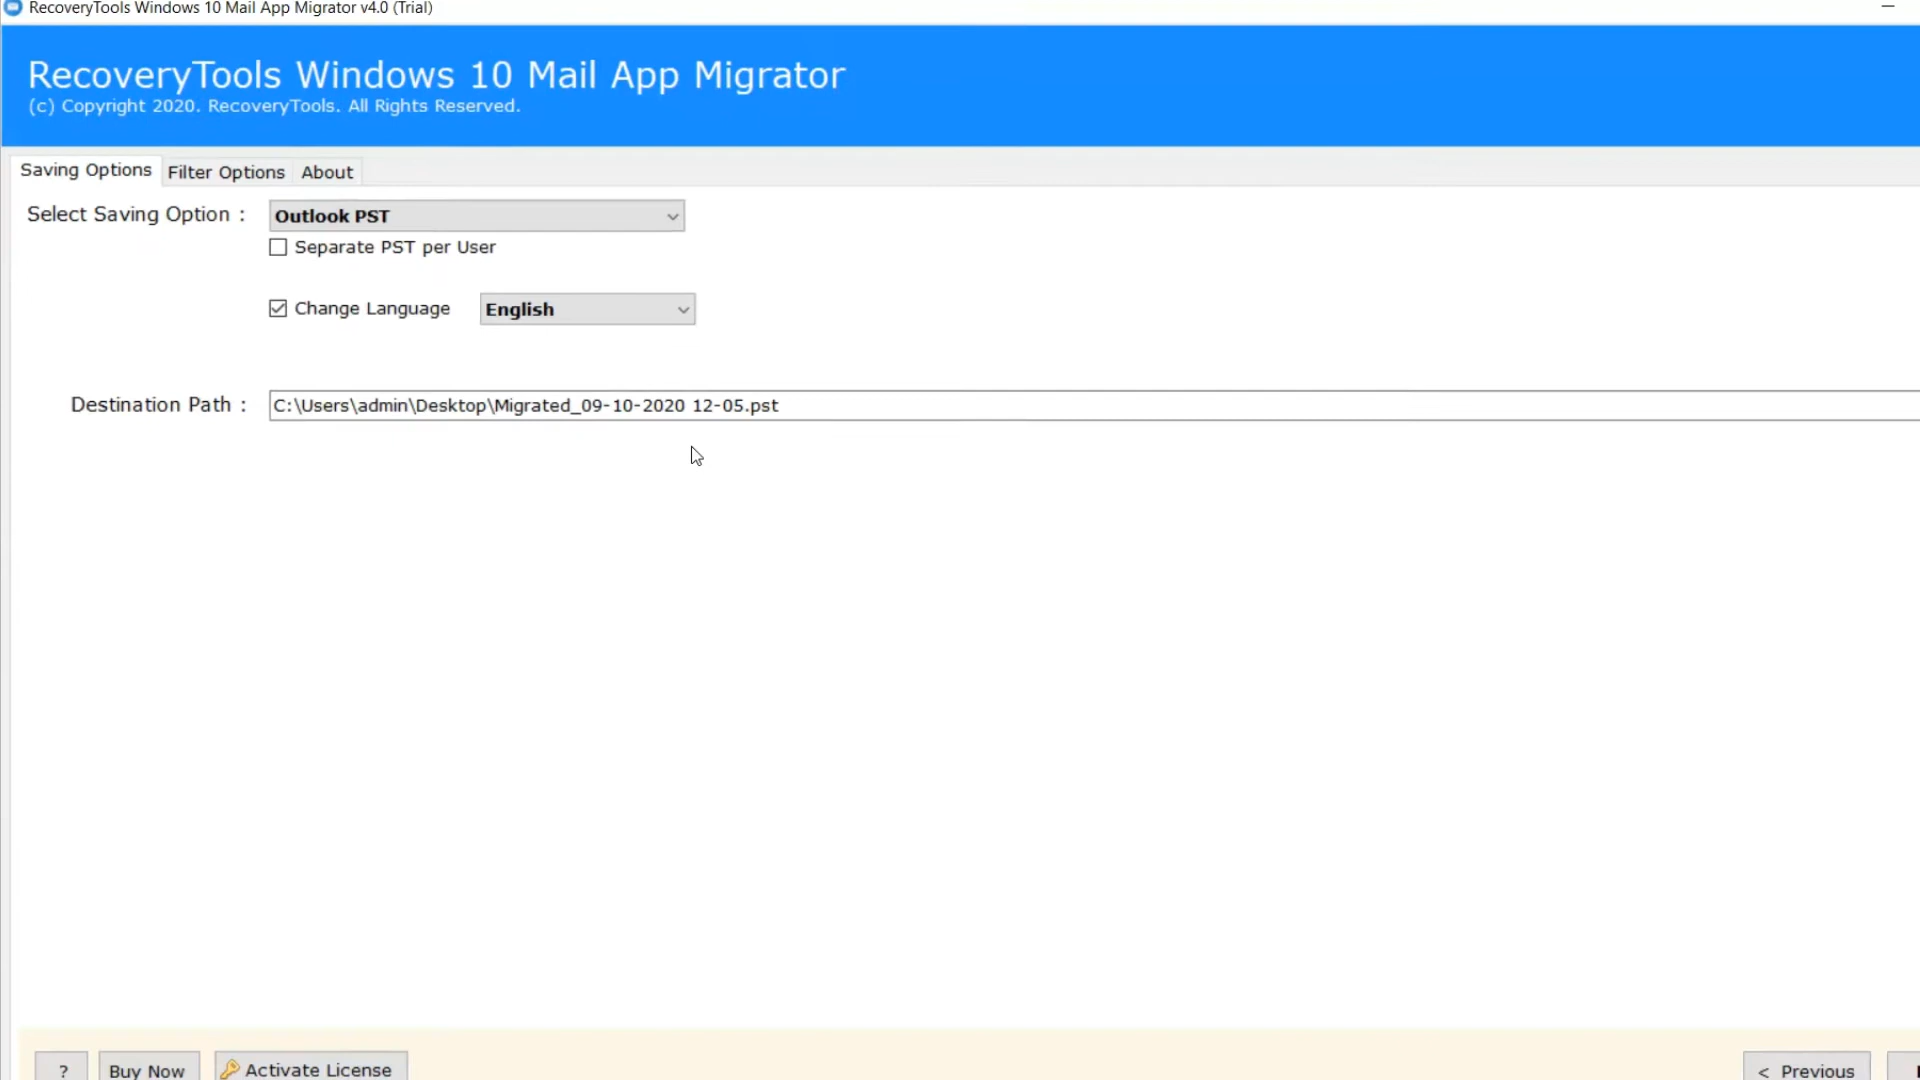 RecoveryTools Windows 10 Mail App Migrator v4.0 (Trial)
RecoveryTools Windows 10 Mail App Migrator
(c) Copyright 2020. RecoveryTools. All Rights Reserved.
Saving Options Filter Options About
Select Saving Option : Outlook PST
Separate PST per User
Change Language English
Destination Path : C:\Users\admin\Desktop\Migrated_09-10-2020 12-05.pst
? Buy Now Activate License < Previous